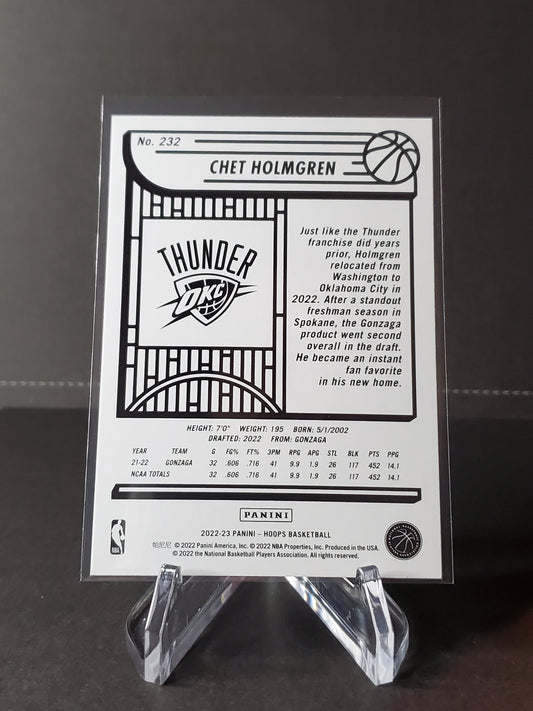 No. 232
CHET HOLMGREN
THUNDER
OKC
Just like the Thunder
franchise did years
prior, Holmgren
relocated from
Washington to
Oklahoma City in
2022. After a standout
freshman season in
Spokane, the Gonzaga
product went second
overall in the draft.
He became an instant
fan favorite
in his new home.
HEIGHT: 7'0" WEIGHT: 195 BORN: 5/1/2002
DRAFTED: 2022 FROM: GONZAGA
YEAR TEAM G FG% FT% 3PM RPG APG STL BLK PTS PPG
21-22 GONZAGA 32 .606 .716 41 9.9 1.9 26 117 452 14.1
NCAA TOTALS 32 .606 .716 41 9.9 1.9 26 117 452 14.1
PANINI
2022-23 PANINI – HOOPS BASKETBALL
帕尼尼 © 2022 Panini America, Inc. © 2022 NBA Properties, Inc. Produced in the USA.
© 2022 the National Basketball Players Association. All rights reserved.
NBA